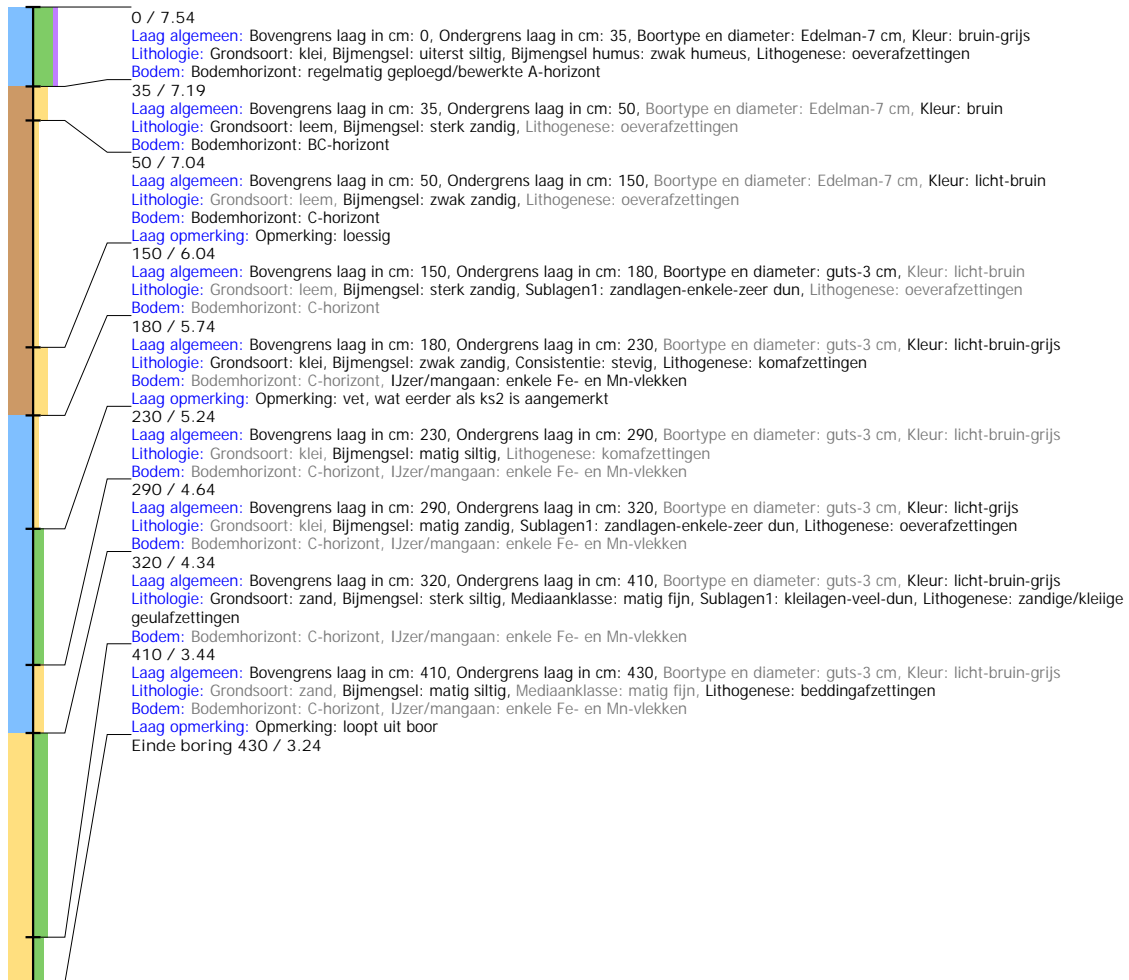 0 / 7.54
Laag algemeen: Bovengrens laag in cm: 0, Ondergrens laag in cm: 35, Boortype en diameter: Edelman-7 cm, Kleur: bruin-grijs
Lithologie: Grondsoort: klei, Bijmengsel: uiterst siltig, Bijmengsel humus: zwak humeus, Lithogenese: oeverafzettingen
Bodem: Bodemhorizont: regelmatig geploegd/bewerkte A-horizont
35 / 7.19
Laag algemeen: Bovengrens laag in cm: 35, Ondergrens laag in cm: 50, Boortype en diameter: Edelman-7 cm, Kleur: bruin
Lithologie: Grondsoort: leem, Bijmengsel: sterk zandig, Lithogenese: oeverafzettingen
Bodem: Bodemhorizont: BC-horizont
50 / 7.04
Laag algemeen: Bovengrens laag in cm: 50, Ondergrens laag in cm: 150, Boortype en diameter: Edelman-7 cm, Kleur: licht-bruin
Lithologie: Grondsoort: leem, Bijmengsel: zwak zandig, Lithogenese: oeverafzettingen
Bodem: Bodemhorizont: C-horizont
Laag opmerking: Opmerking: loessig
150 / 6.04
Laag algemeen: Bovengrens laag in cm: 150, Ondergrens laag in cm: 180, Boortype en diameter: guts-3 cm, Kleur: licht-bruin
Lithologie: Grondsoort: leem, Bijmengsel: sterk zandig, Sublagen1: zandlagen-enkele-zeer dun, Lithogenese: oeverafzettingen
Bodem: Bodemhorizont: C-horizont
180 / 5.74
Laag algemeen: Bovengrens laag in cm: 180, Ondergrens laag in cm: 230, Boortype en diameter: guts-3 cm, Kleur: licht-bruin-grijs
Lithologie: Grondsoort: klei, Bijmengsel: zwak zandig, Consistentie: stevig, Lithogenese: komafzettingen
Bodem: Bodemhorizont: C-horizont, IJzer/mangaan: enkele Fe- en Mn-vlekken
Laag opmerking: Opmerking: vet, wat eerder als ks2 is aangemerkt
230 / 5.24
Laag algemeen: Bovengrens laag in cm: 230, Ondergrens laag in cm: 290, Boortype en diameter: guts-3 cm, Kleur: licht-bruin-grijs
Lithologie: Grondsoort: klei, Bijmengsel: matig siltig, Lithogenese: komafzettingen
Bodem: Bodemhorizont: C-horizont, IJzer/mangaan: enkele Fe- en Mn-vlekken
290 / 4.64
Laag algemeen: Bovengrens laag in cm: 290, Ondergrens laag in cm: 320, Boortype en diameter: guts-3 cm, Kleur: licht-grijs
Lithologie: Grondsoort: klei, Bijmengsel: matig zandig, Sublagen1: zandlagen-enkele-zeer dun, Lithogenese: oeverafzettingen
Bodem: Bodemhorizont: C-horizont, IJzer/mangaan: enkele Fe- en Mn-vlekken
320 / 4.34
Laag algemeen: Bovengrens laag in cm: 320, Ondergrens laag in cm: 410, Boortype en diameter: guts-3 cm, Kleur: licht-bruin-grijs
Lithologie: Grondsoort: zand, Bijmengsel: sterk siltig, Mediaanklasse: matig fijn, Sublagen1: kleilagen-veel-dun, Lithogenese: zandige/kleiige
geulafzettingen
Bodem: Bodemhorizont: C-horizont, IJzer/mangaan: enkele Fe- en Mn-vlekken
410 / 3.44
Laag algemeen: Bovengrens laag in cm: 410, Ondergrens laag in cm: 430, Boortype en diameter: guts-3 cm, Kleur: licht-bruin-grijs
Lithologie: Grondsoort: zand, Bijmengsel: matig siltig, Mediaanklasse: matig fijn, Lithogenese: beddingafzettingen
Bodem: Bodemhorizont: C-horizont, IJzer/mangaan: enkele Fe- en Mn-vlekken
Laag opmerking: Opmerking: loopt uit boor
Einde boring 430 / 3.24